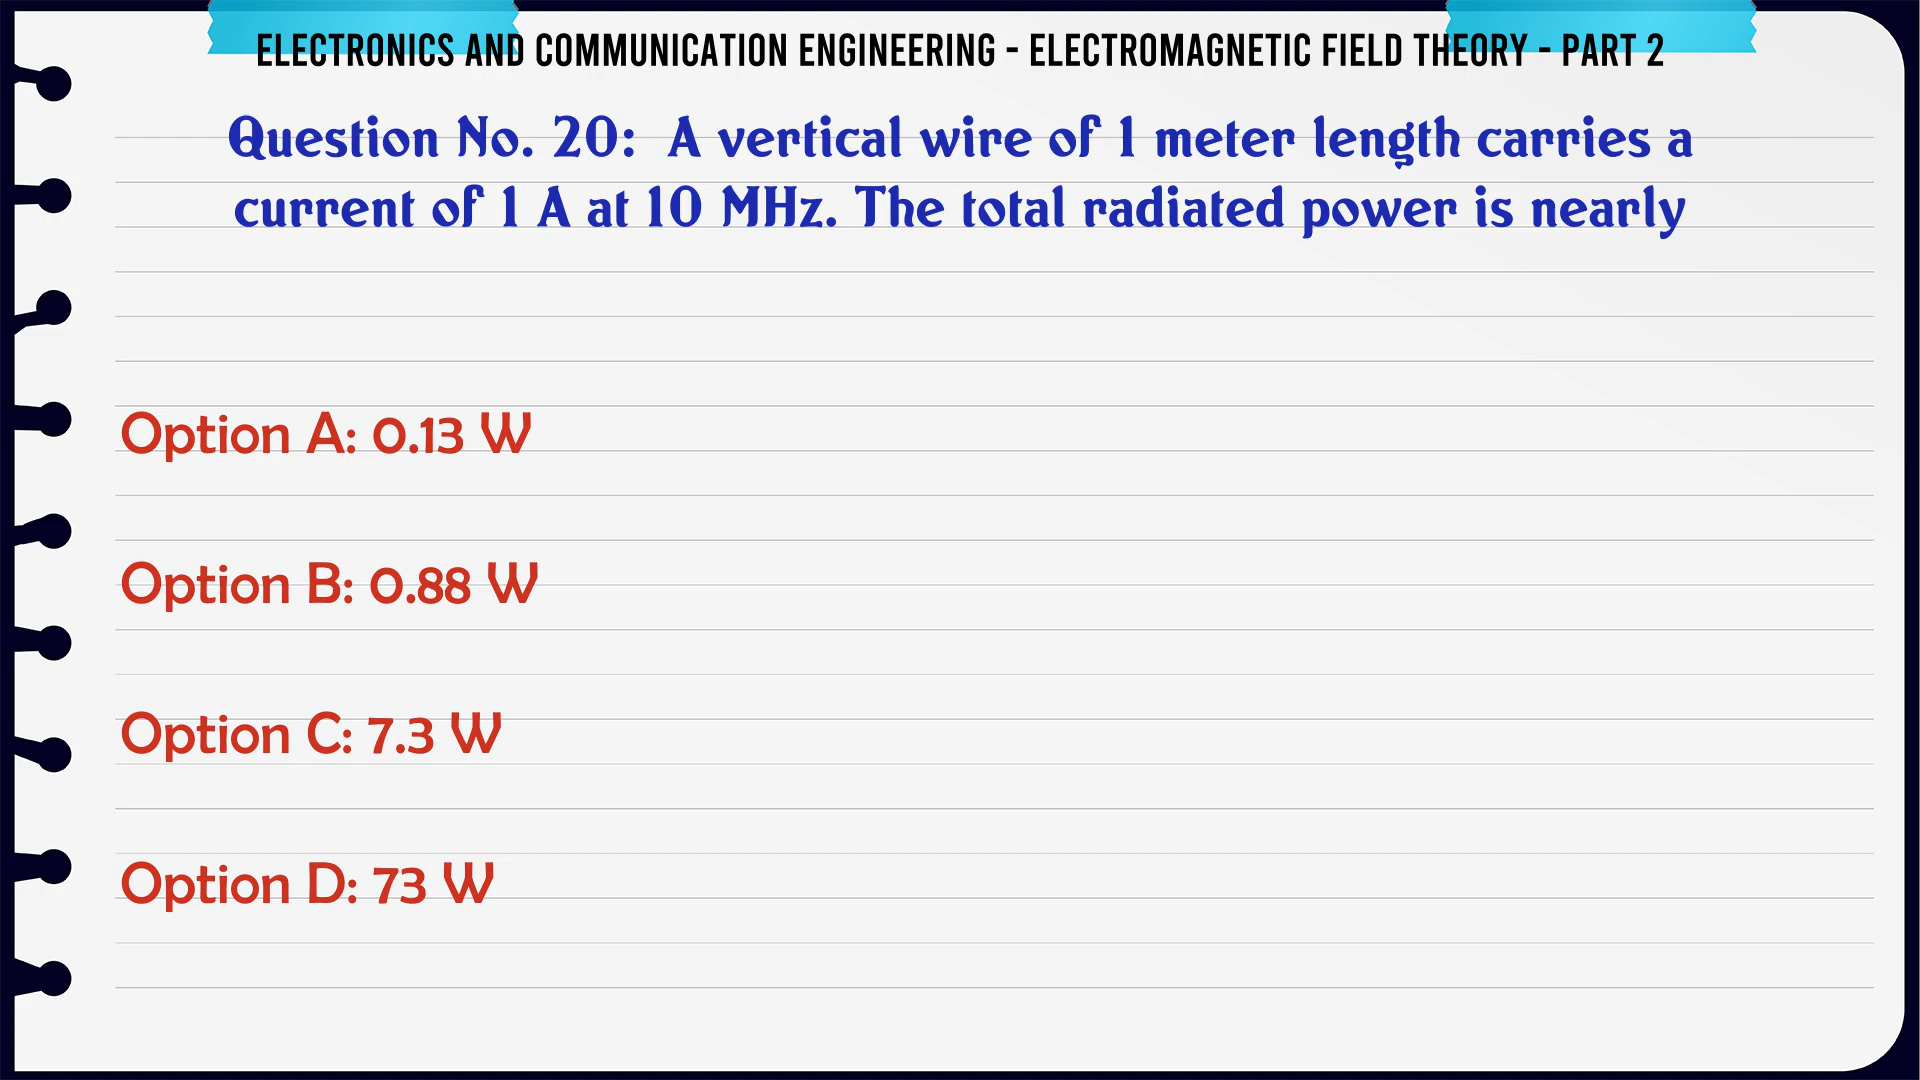 ELECTRONICS AND COMMUNICATION ENGINEERING - ELECTROMAGNETIC FIELD THEORY - PART 2
Question No. 20: A vertical wire of 1 meter length carries a
current of 1 A at 10 MHz. The total radiated power is nearly
Option A: 0.13 W
Option B: 0.88 W
Option C: 7.3 W
Option D: 73 W